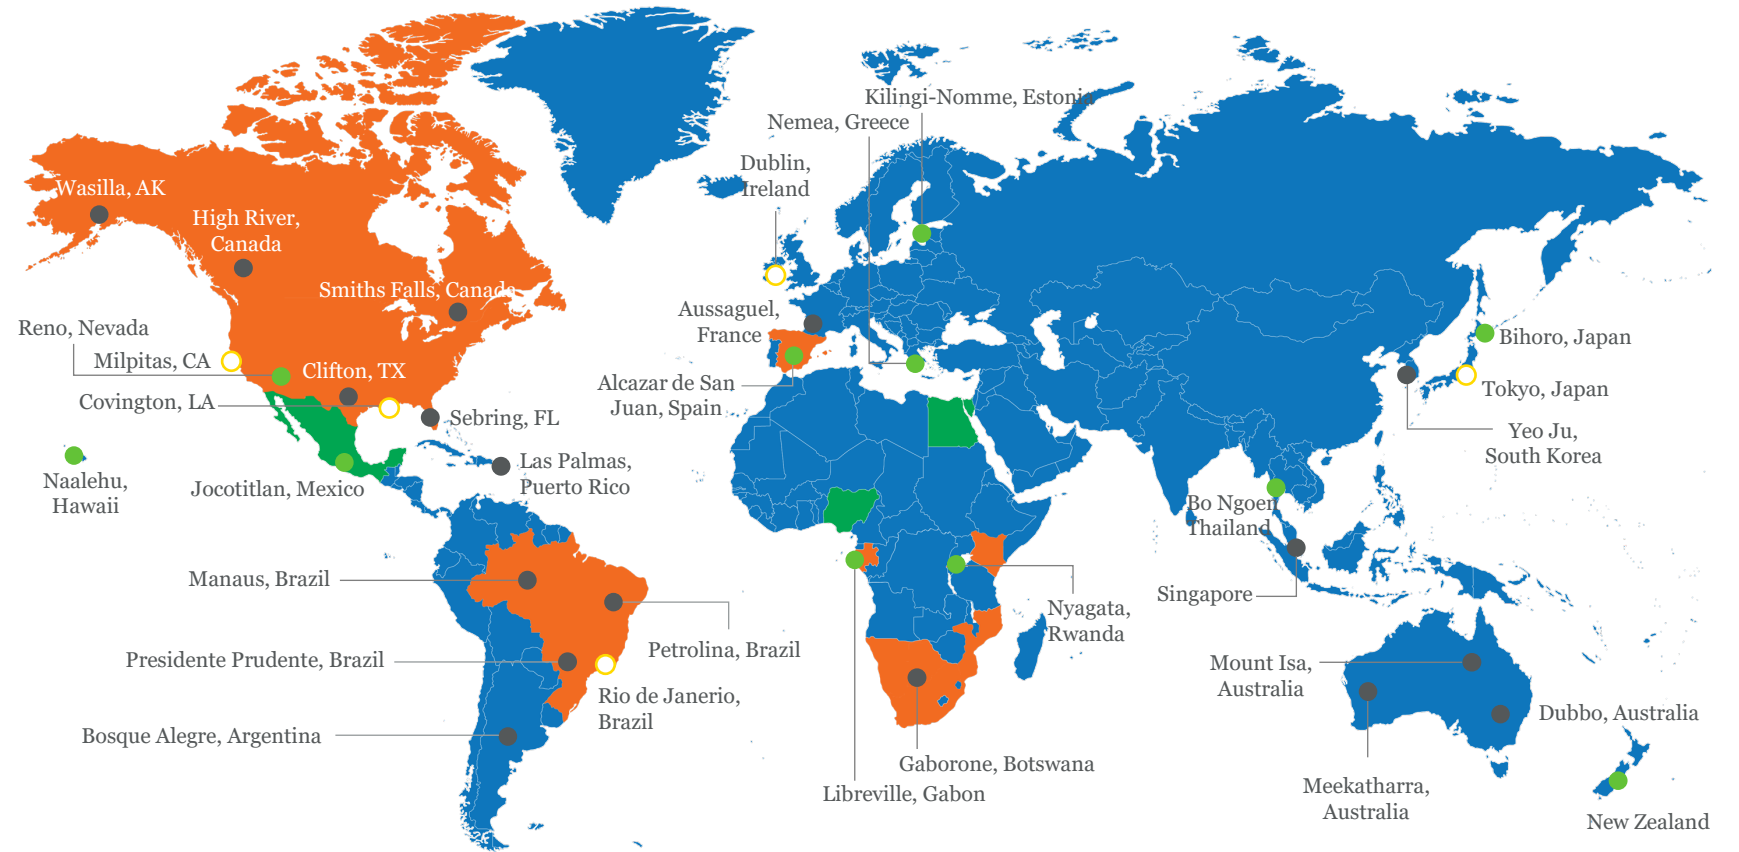 Kilingi-Nomme, Estonia
Nemea, Greece
Dublin,
Ireland
Wasilla, AK
High River,
Canada
Smiths Falls, Canada
Aussaguel,
France
Reno, Nevada
Milpitas, CA
Clifton, TX
Covington, LA
Sebring, FL
Alcazar de San
Juan, Spain
Bihoro, Japan
Tokyo, Japan
Yeo Ju,
South Korea
Naalehu,
Hawaii
Jocotitlan, Mexico
Las Palmas,
Puerto Rico
Bo Ngoen
Thailand
Manaus, Brazil
Singapore
Nyagata,
Rwanda
Petrolina, Brazil
Presidente Prudente, Brazil
Rio de Janerio,
Brazil
Mount Isa,
Australia
Dubbo, Australia
Bosque Alegre, Argentina
Gaborone, Botswana
Libreville, Gabon
Meekatharra,
Australia
New Zealand